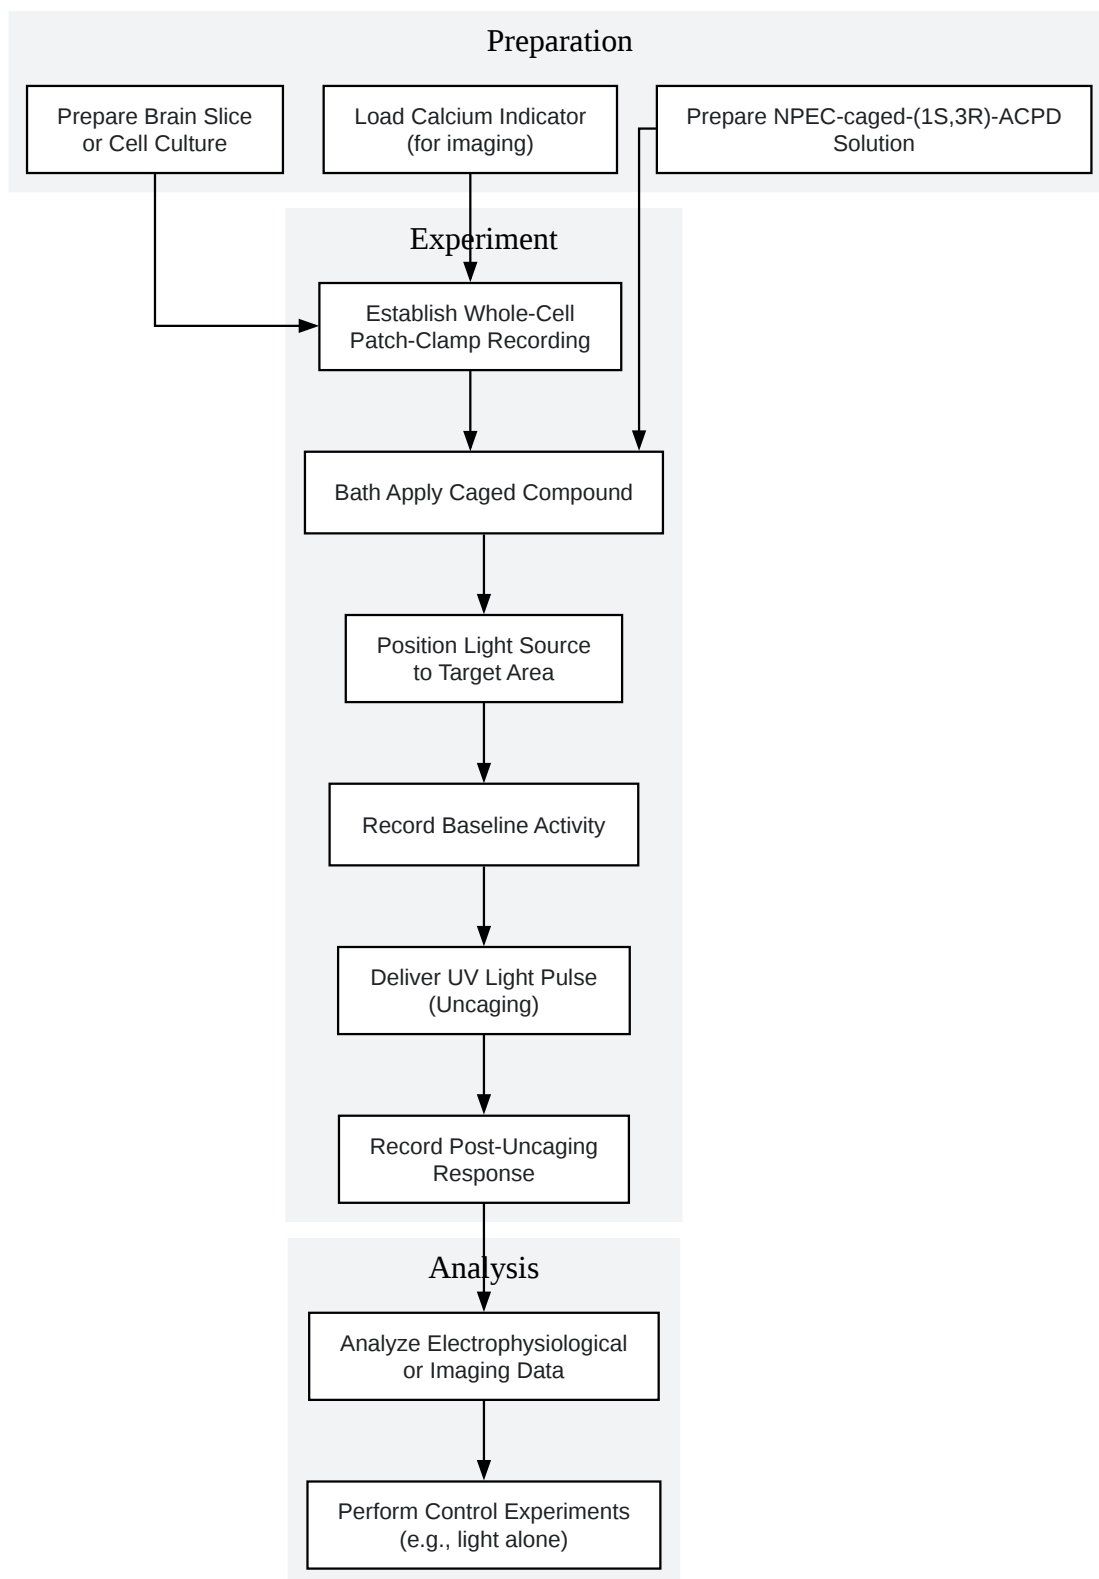 Preparation
Prepare Brain Slice
or Cell Culture
Load Calcium Indicator
(for imaging)
Prepare NPEC-caged-(1S,3R)-ACPD
Solution
Experiment
Establish Whole-Cell
Patch-Clamp Recording
Bath Apply Caged Compound
Position Light Source
to Target Area
Record Baseline Activity
Deliver UV Light Pulse
(Uncaging)
Record Post-Uncaging
Response
Analysis
Analyze Electrophysiological
or Imaging Data
Perform Control Experiments
(e.g., light alone)